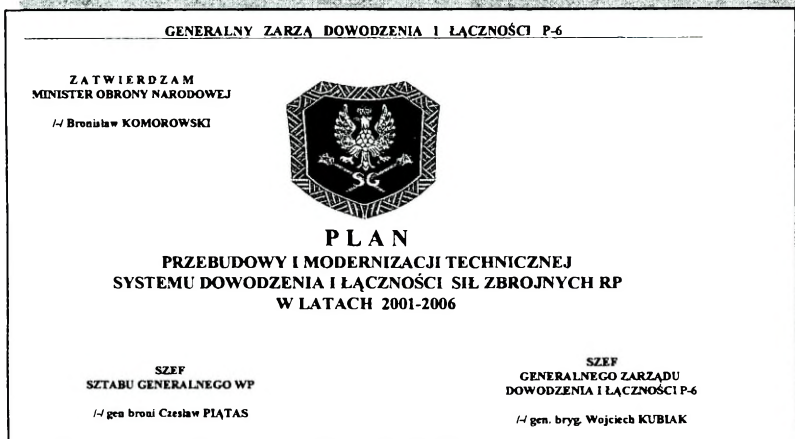 GENERALNY ZARZĄ DOWODZENIA I ŁĄCZNOŚCI P-6
ZATWIERDZAM
MINISTER OBRONY NARODOWEJ
/-/ Bronisław KOMOROWSKI
SG
PLAN
PRZEBUDOWY I MODERNIZACJI TECHNICZNEJ
SYSTEMU DOWODZENIA I ŁĄCZNOŚCI SIŁ ZBROJNYCH RP
W LATACH 2001-2006
SZEF
SZTABU GENERALNEGO WP
/-/ gen broni Czesław PIĄTAS
SZEF
GENERALNEGO ZARZĄDU
DOWODZENIA I ŁĄCZNOŚCI P-6
/-/ gen. bryg. Wojciech KUBIAK